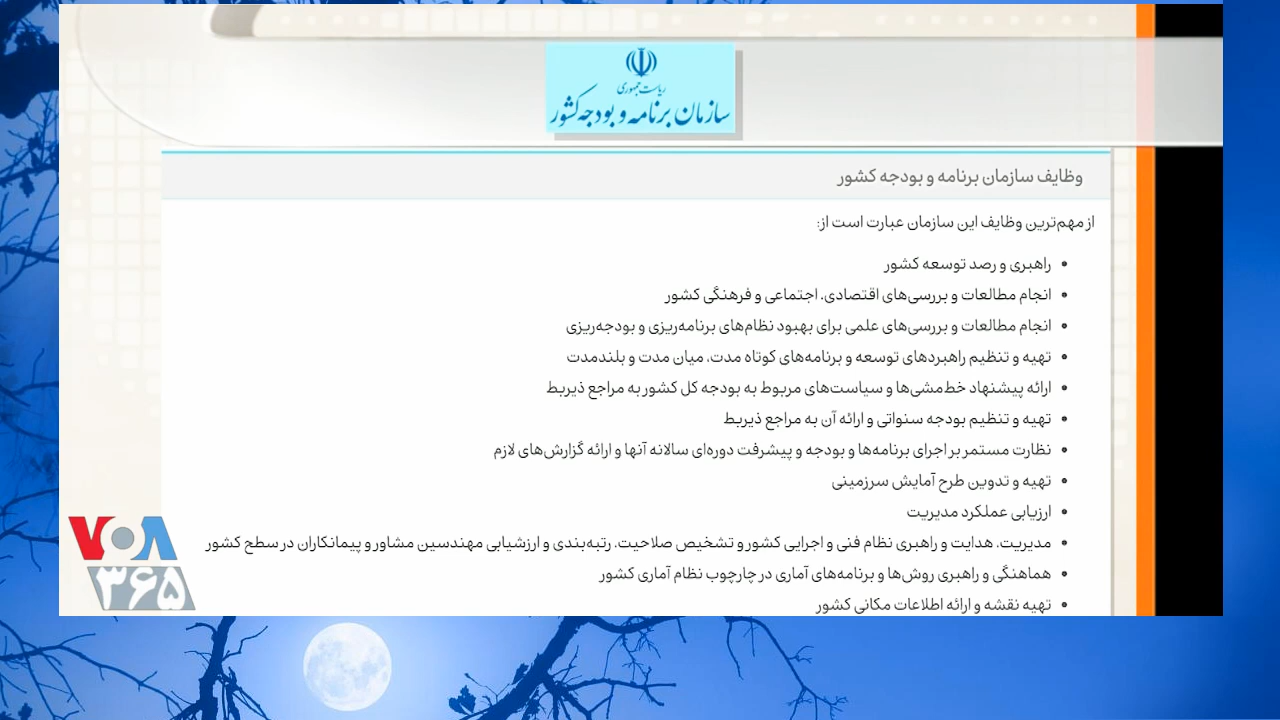 ریاست جمهوری
سازمان برنامه و بودجه کشور
وظایف سازمان برنامه و بودجه کشور
از مهم‌ترین وظایف این سازمان عبارت است از:
• راهبری و رصد توسعه کشور
• انجام مطالعات و بررسی‌های اقتصادی، اجتماعی و فرهنگی کشور
• انجام مطالعات و بررسی‌های علمی برای بهبود نظام‌های برنامه‌ریزی و بودجه‌ریزی
• تهیه و تنظیم راهبردهای توسعه و برنامه‌های کوتاه مدت، میان مدت و بلندمدت
• ارائه پیشنهاد خط‌مشی‌ها و سیاست‌های مربوط به بودجه کل کشور به مراجع ذیربط
• تهیه و تنظیم بودجه سنواتی و ارائه آن به مراجع ذیربط
• نظارت مستمر بر اجرای برنامه‌ها و بودجه و پیشرفت دوره‌ای سالانه آنها و ارائه گزارش‌های لازم
• تهیه و تدوین طرح آمایش سرزمینی
• ارزیابی عملکرد مدیریت
• مدیریت، هدایت و راهبری نظام فنی و اجرایی کشور و تشخیص صلاحیت، رتبه‌بندی و ارزشیابی مهندسین مشاور و پیمانکاران در سطح کشور
• هماهنگی و راهبری روش‌ها و برنامه‌های آماری در چارچوب نظام آماری کشور
• تهیه نقشه و ارائه اطلاعات مکانی کشور
VOA
۳۶۵